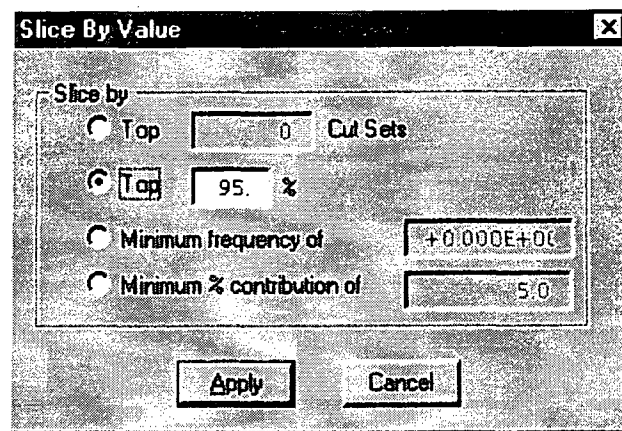 Slice By Value
Slice by
Top 0 Cut Sets
Top 95. %
Minimum frequency of +0.000E+0(
Minimum % contribution of 5.0
Apply Cancel